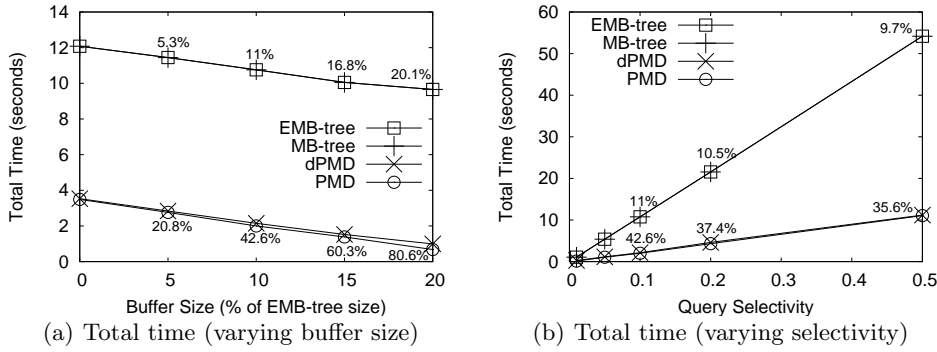 14
12
10
8
6
4
2
0
Total Time (seconds)
5.3%
11%
16.8%
20.1%
EMB-tree
MB-tree
dPMD
PMD
20.8%
42.6%
60.3%
80.6%
0 5 10 15 20
Buffer Size (% of EMB-tree size)
(a) Total time (varying buffer size)
60
50
40
30
20
10
0
Total Time (seconds)
EMB-tree
MB-tree
dPMD
PMD
9.7%
10.5%
11%
42.6%
37.4%
35.6%
0.0 0.1 0.2 0.3 0.4 0.5
Query Selectivity
(b) Total time (varying selectivity)